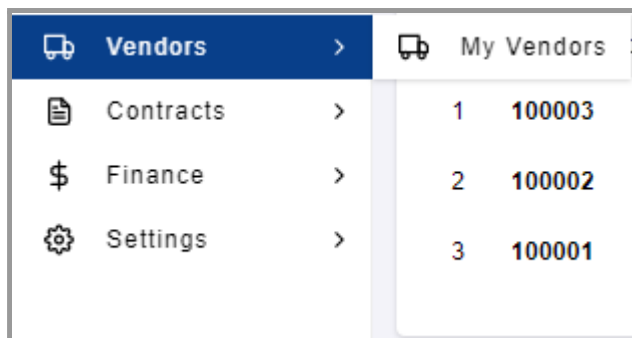 Vendors
My Vendors
Contracts
1 100003
Finance
2 100002
Settings
3 100001